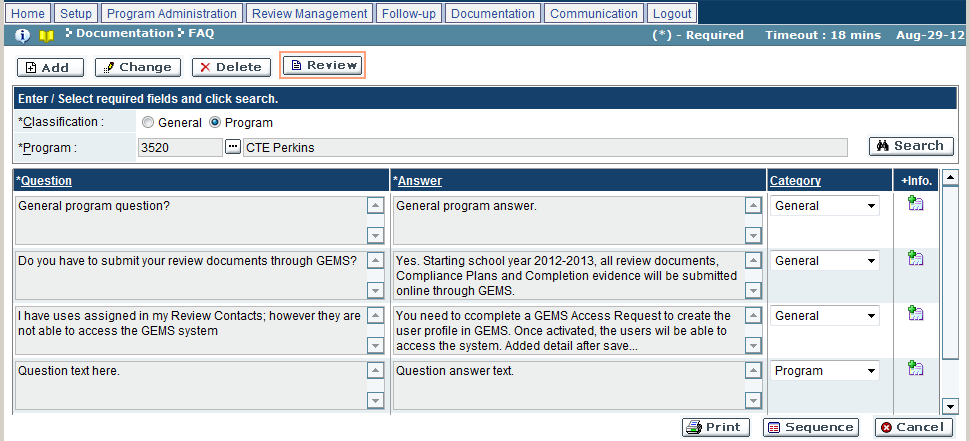 Home Setup Program Administration Review Management Follow-up Documentation Communication Logout
Documentation FAQ (*) - Required Timeout : 18 mins Aug-29-12
Add Change Delete Review
Enter / Select required fields and click search.
*Classification : General Program
*Program : 3520 ... CTE Perkins Search
*Question *Answer Category +Info.
General program question? General program answer. General
Do you have to submit your review documents through GEMS? Yes. Starting school year 2012-2013, all review documents, General
Compliance Plans and Completion evidence will be submitted
online through GEMS.
I have uses assigned in my Review Contacts; however they are You need to ccomplete a GEMS Access Request to create the General
not able to access the GEMS system user profile in GEMS. Once activated, the users wil be able to
access the system. Added detail after save...
Question text here. Question answer text. Program
Print Sequence Cancel